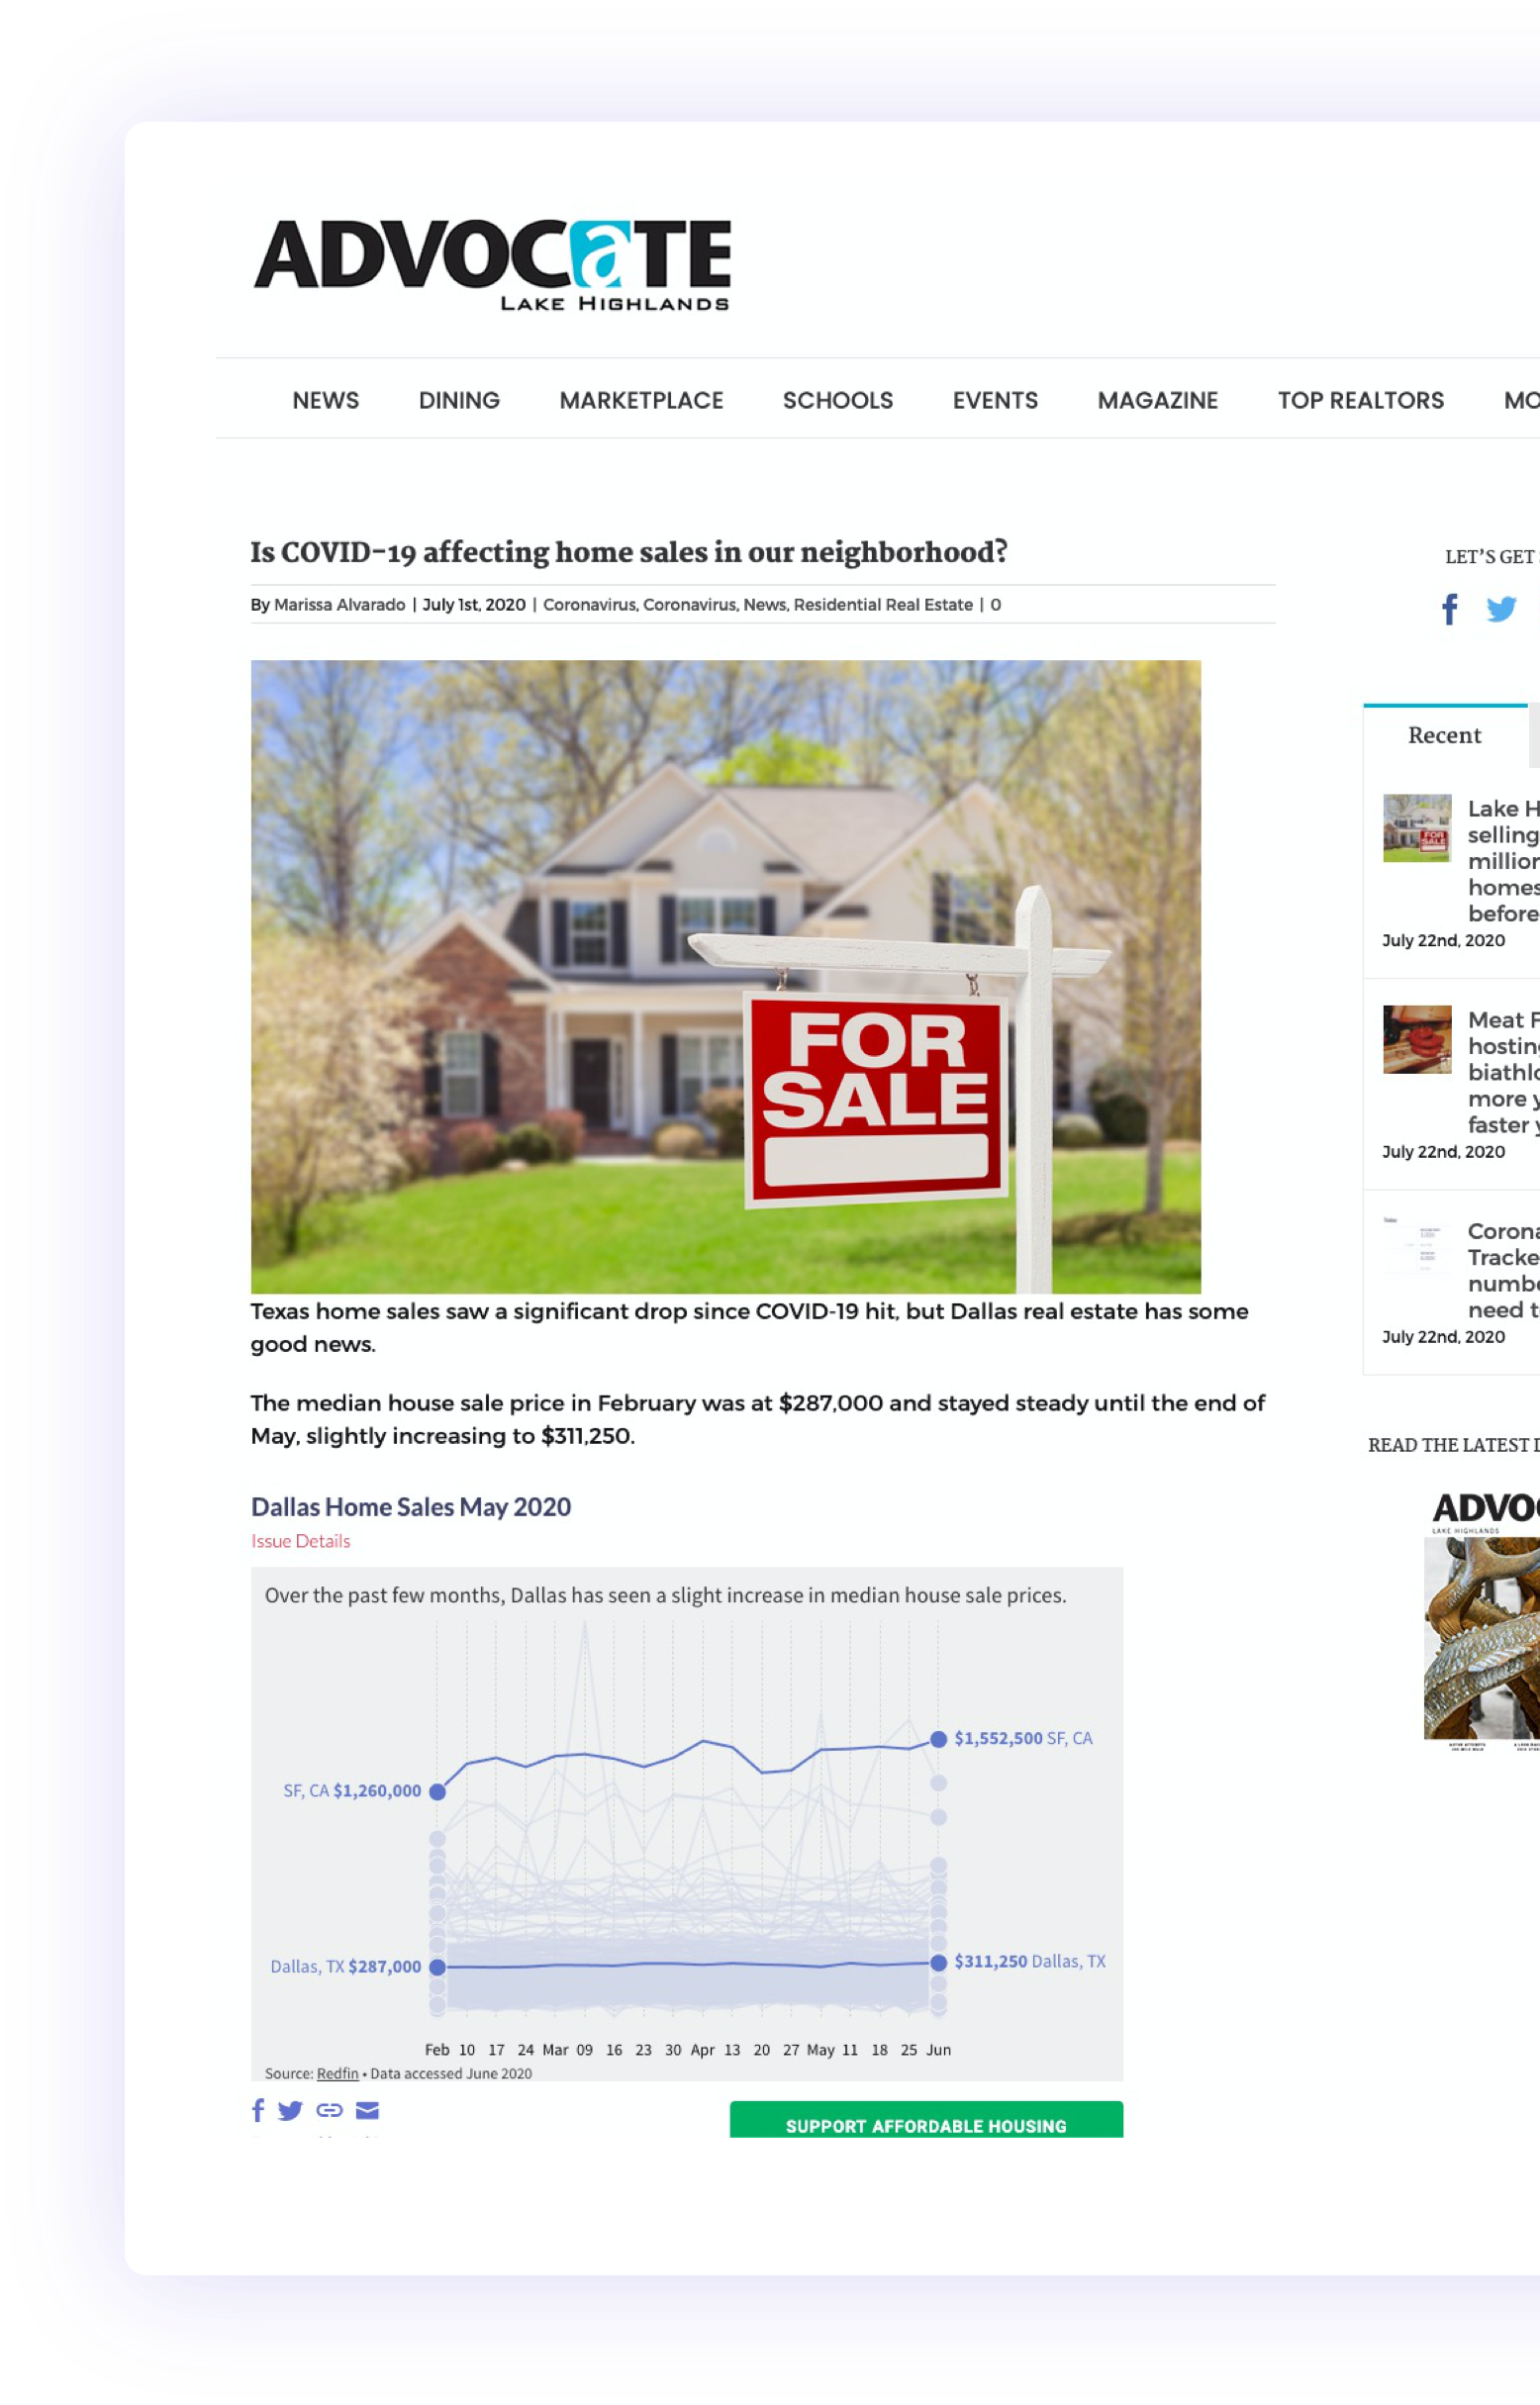 ADVOCaTE
LAKE HIGHLANDS
NEWS DINING MARKETPLACE SCHOOLS EVENTS MAGAZINE TOP REALTORS MO
Is COVID-19 affecting home sales in our neighborhood?
By Marissa Alvarado | July 1st, 2020 | Coronavirus, Coronavirus, News, Residential Real Estate | 0
FOR
SALE
Texas home sales saw a significant drop since COVID-19 hit, but Dallas real estate has some
good news.
The median house sale price in February was at $287,000 and stayed steady until the end of
May, slightly increasing to $311,250.
Dallas Home Sales May 2020
Issue Details
Over the past few months, Dallas has seen a slight increase in median house sale prices.
$1,552,500 SF, CA
SF, CA $1,260,000
Dallas, TX $287,000
$311,250 Dallas, TX
Feb 10 17 24 Mar 09 16 23 30 Apr 13 20 27 May 11 18 25 Jun
Source: Redfin • Data accessed June 2020
SUPPORT AFFORDABLE HOUSING
LET'S GET
Recent
FOR
SALE
Lake H
selling
million
homes
before
July 22nd, 2020
Meat F
hosting
biathlo
more y
faster y
July 22nd, 2020
Corona
Tracke
numbe
need t
July 22nd, 2020
READ THE LATEST
ADVO
LAKE HIGHLANDS